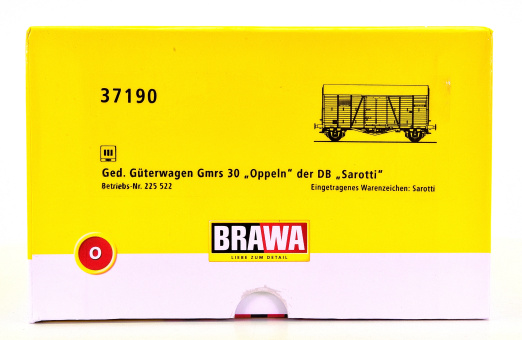 37190
III
Ged. Güterwagen Gmrs 30 „Oppeln” der DB „Sarotti“
Betriebs-Nr. 225 522
Eingetragenes Warenzeichen: Sarotti
BRAWA
LIEBE ZUM DETAIL
O